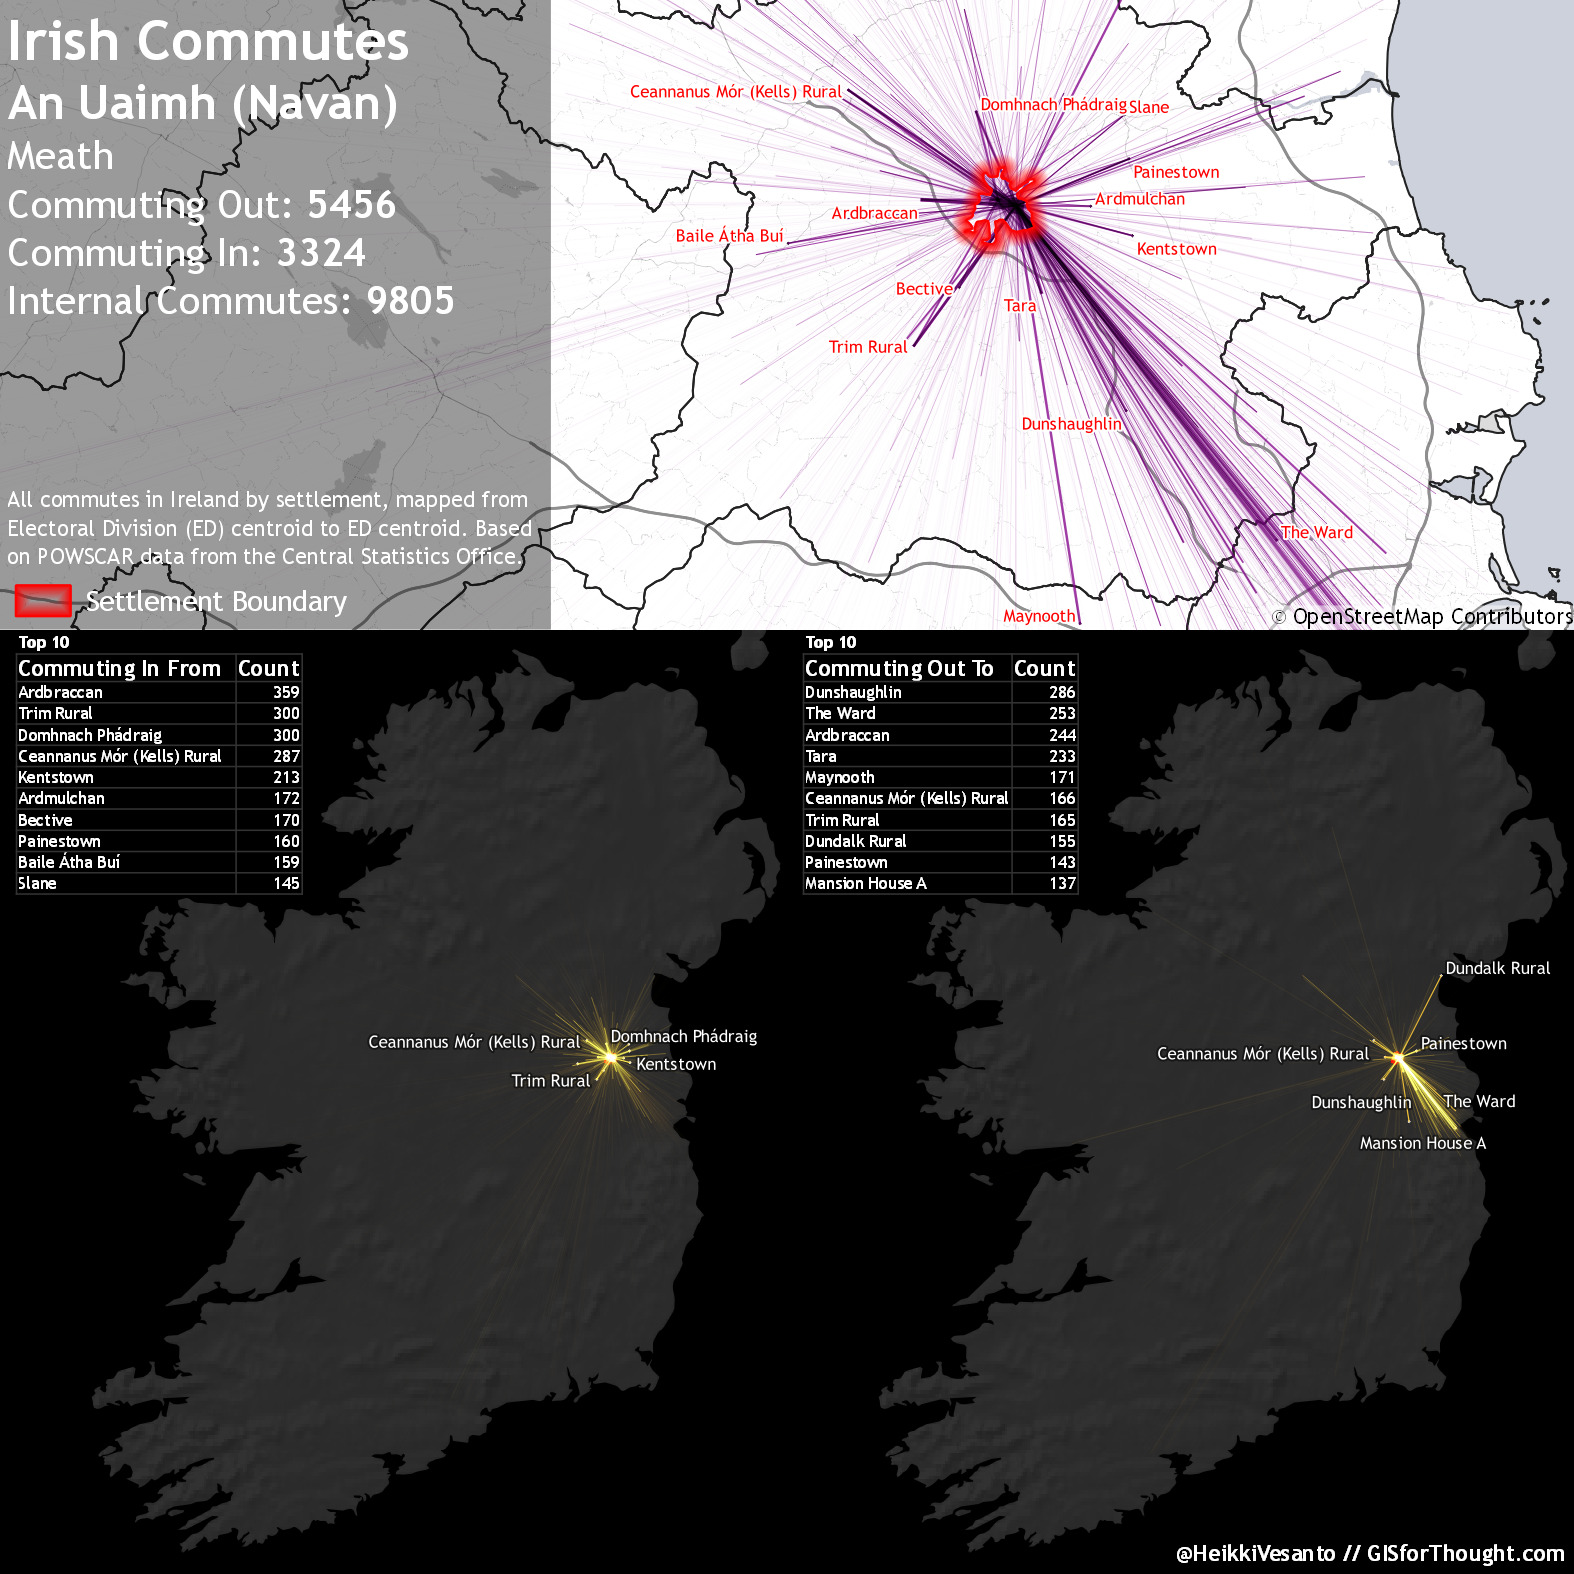 Irish Commutes
An Uaimh (Navan)
Meath
Commuting Out: 5456
Commuting In: 3324
Internal Commutes: 9805
All commutes in Ireland by settlement, mapped from
Electoral Division (ED) centroid to ED centroid. Based
on POWSCAR data from the Central Statistics Office.
Settlement Boundary
Ceannanus Mór (Kells) Rural
Domhnach Phádraig
Slane
Painestown
Ardmulchan
Ardbraccan
Baile Átha Buí
Kentstown
Bective
Tara
Trim Rural
Dunshaughlin
The Ward
Maynooth
© OpenStreetMap Contributors
Top 10
Commuting In From Count
Ardbraccan 359
Trim Rural 300
Domhnach Phádraig 300
Ceannanus Mór (Kells) Rural 287
Kentstown 213
Ardmulchan 172
Bective 170
Painestown 160
Baile Átha Buí 159
Slane 145
Ceannanus Mór (Kells) Rural
Domhnach Phádraig
Kentstown
Trim Rural
Top 10
Commuting Out To Count
Dunshaughlin 286
The Ward 253
Ardbraccan 244
Tara 233
Maynooth 171
Ceannanus Mór (Kells) Rural 166
Trim Rural 165
Dundalk Rural 155
Painestown 143
Mansion House A 137
Dundalk Rural
Painestown
Ceannanus Mór (Kells) Rural
Dunshaughlin
The Ward
Mansion House A
@HeikkiVesanto // GISforThought.com